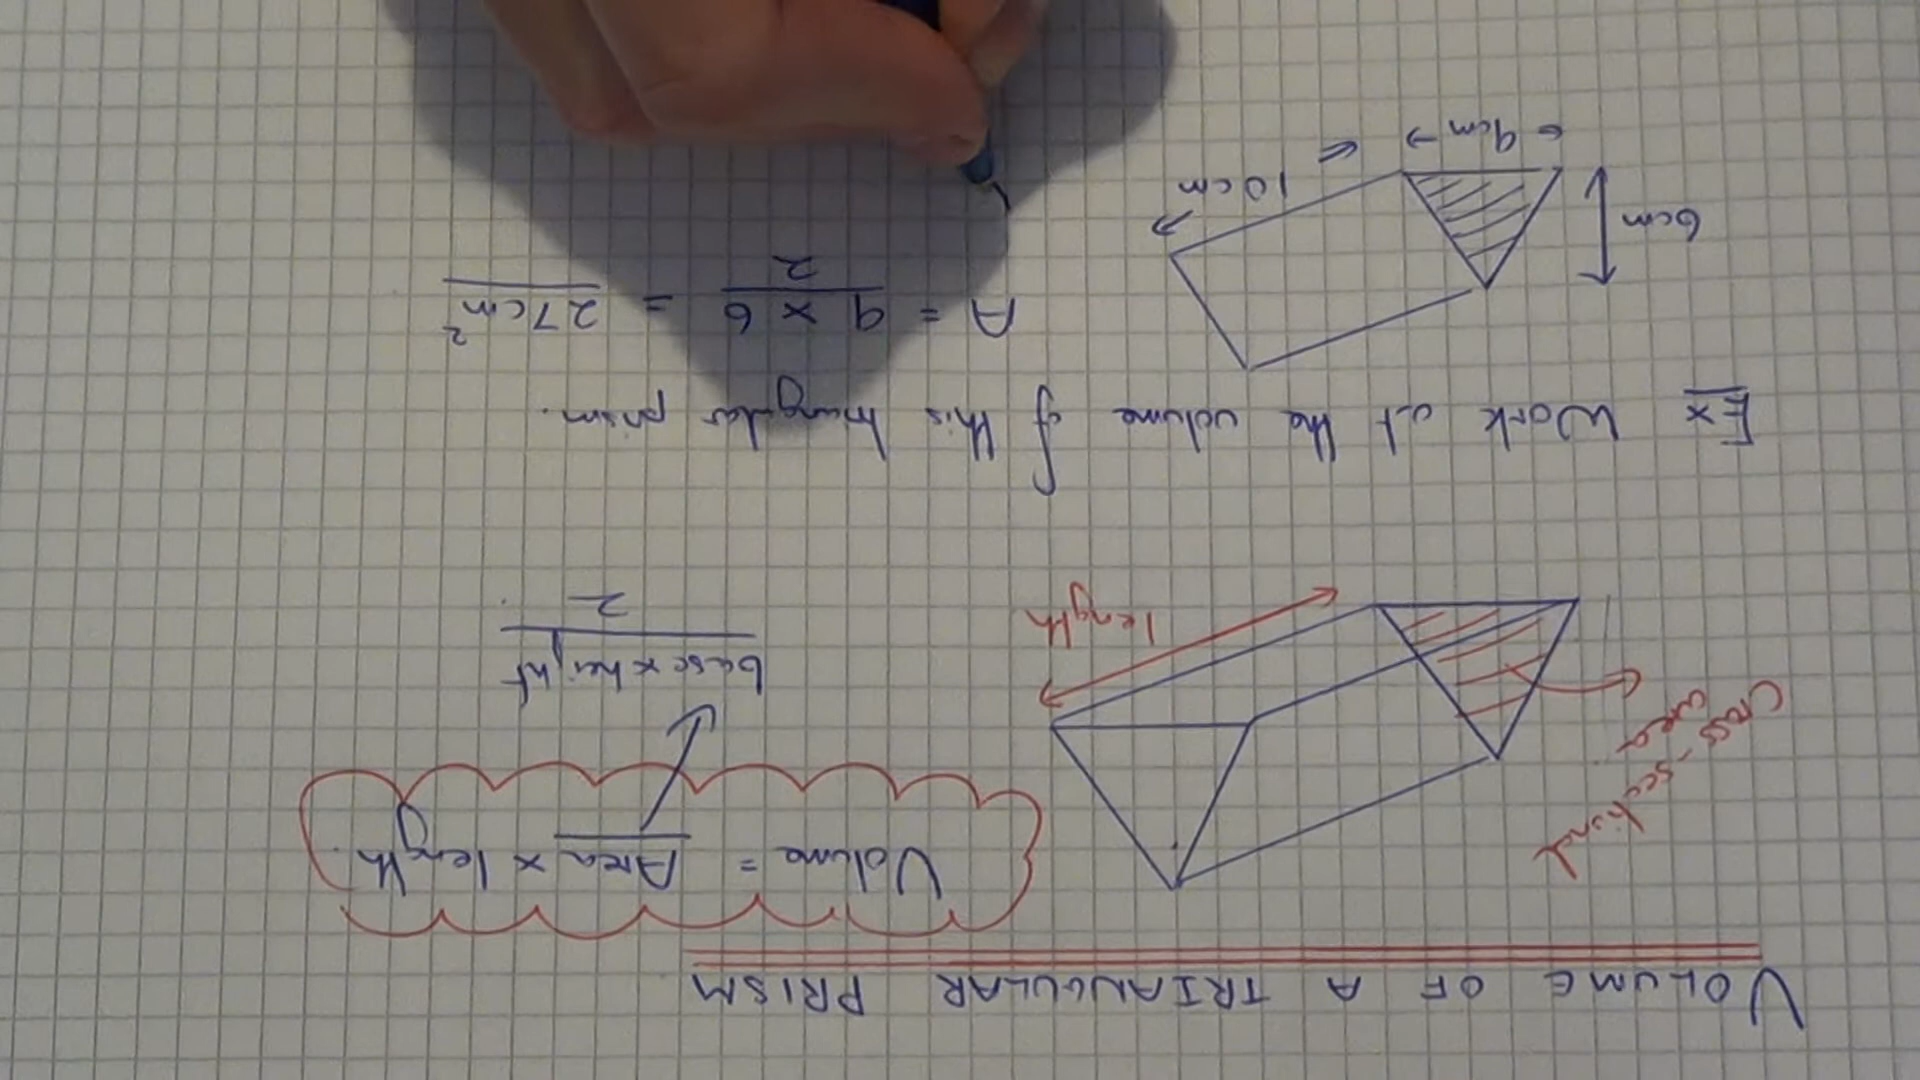 VOLUME OF A TRIANGULAR PRISM
Cross-sectional
area
Volume = Area x length.
base x height
2
length
Ex Work out the volume of this triangular prism.
6cm
9cm
10cm
A = 9 x 6 = 27cm²
2